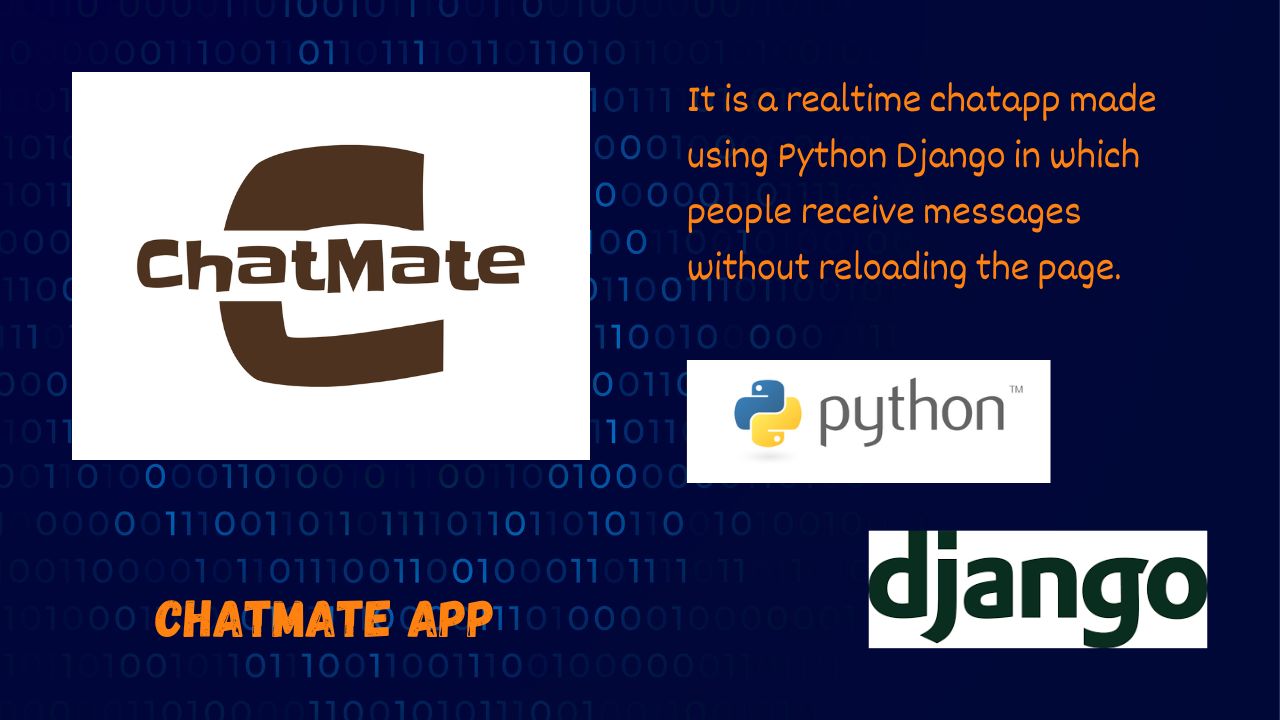 ChatMate
It is a realtime chatapp made
using Python Django in which
people receive messages
without reloading the page.
python™
django
CHATMATE APP